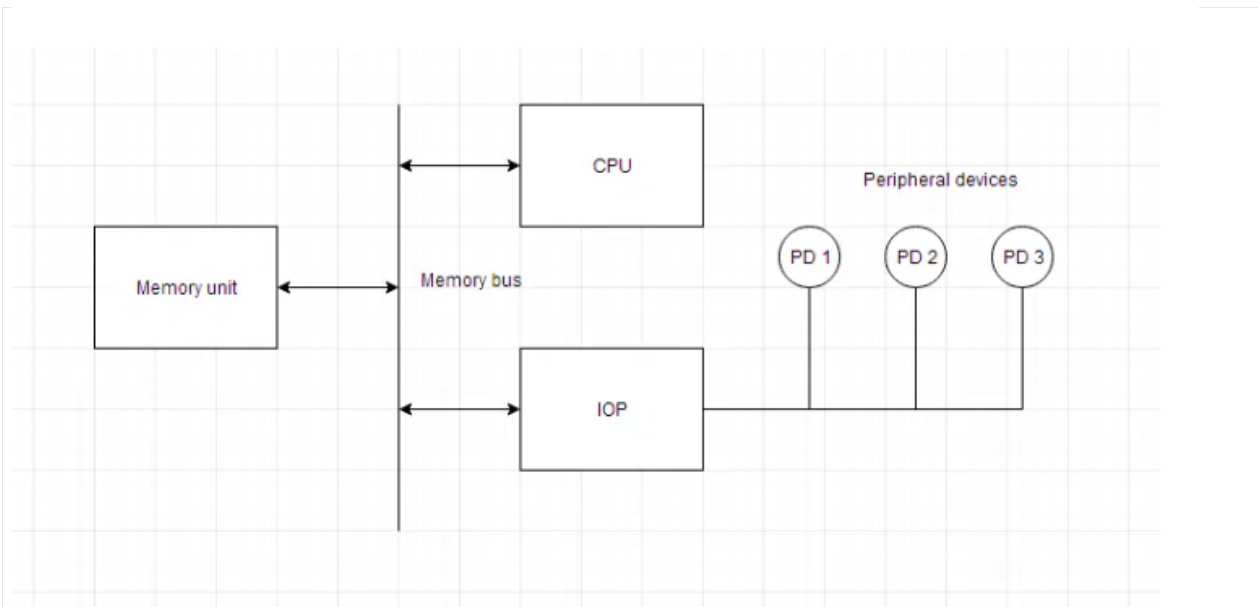 CPU
Peripheral devices
PD 1
PD 2
PD 3
Memory unit
Memory bus
IOP